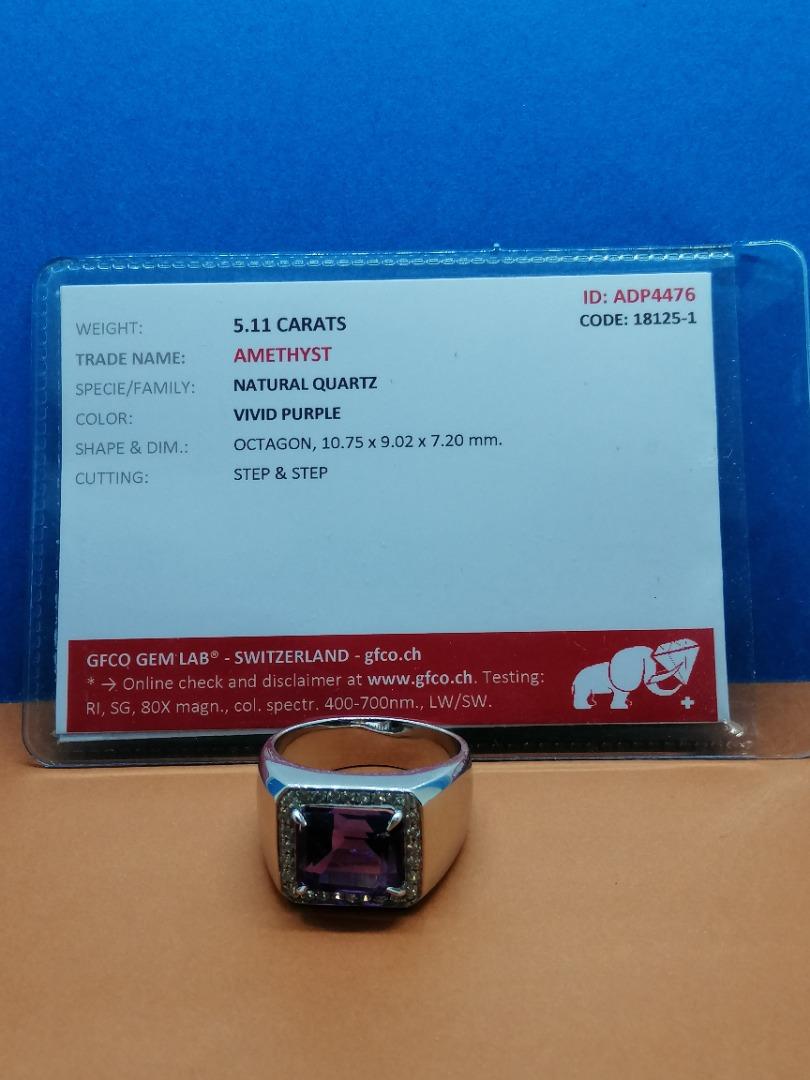 ID: ADP4476
CODE: 18125-1
WEIGHT: 5.11 CARATS
TRADE NAME: AMETHYST
SPECIE/FAMILY: NATURAL QUARTZ
COLOR: VIVID PURPLE
SHAPE & DIM.: OCTAGON, 10.75 x 9.02 x 7.20 mm.
CUTTING: STEP & STEP
GFCO GEM LAB® - SWITZERLAND - gfco.ch
* → Online check and disclaimer at www.gfco.ch. Testing:
RI, SG, 80X magn., col. spectr. 400-700nm., LW/SW.